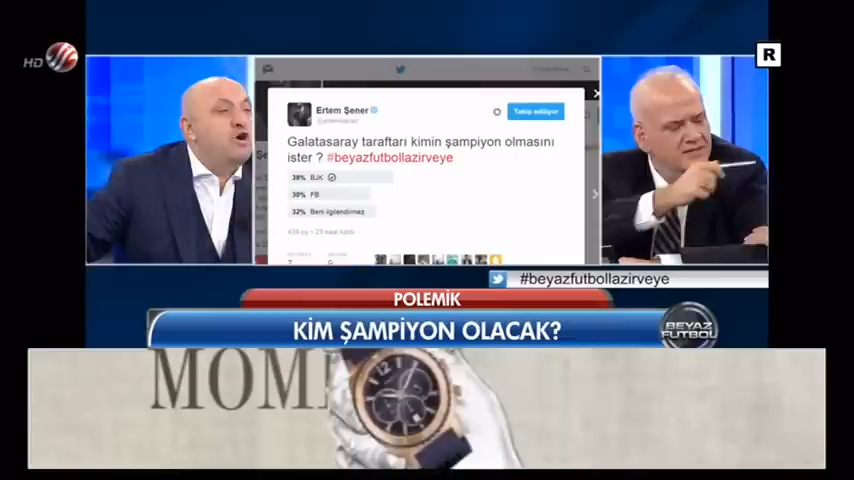 HD
R
Ertem Şener
Takip ediliyor
Galatasaray taraftarı kimin şampiyon olmasını
ister ? #beyazfutbollazirveye
38% BJK
30% FB
32% Beni ilgilendirmez
#beyazfutbollazirveye
POLEMİK
KİM ŞAMPİYON OLACAK?
BEYAZ
FUTBOL